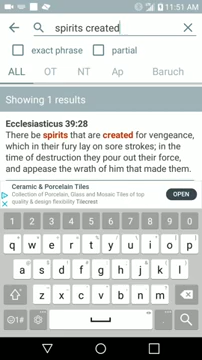 11:51 AM
spirits created
exact phrase partial
ALL OT NT Ap Baruch
Showing 1 results
Ecclesiasticus 39:28
There be spirits that are created for vengeance,
which in their fury lay on sore strokes; in the
time of destruction they pour out their force,
and appease the wrath of him that made them.
Ceramic & Porcelain Tiles
Collection of Porcelain, Glass and Mosaic Tiles of top
quality & design flexibility Tilecrest
OPEN
1 2 3 4 5 6 7 8 9 0
q w e r t y u i o p
a s d f g h j k l
z x c v b n m
1#